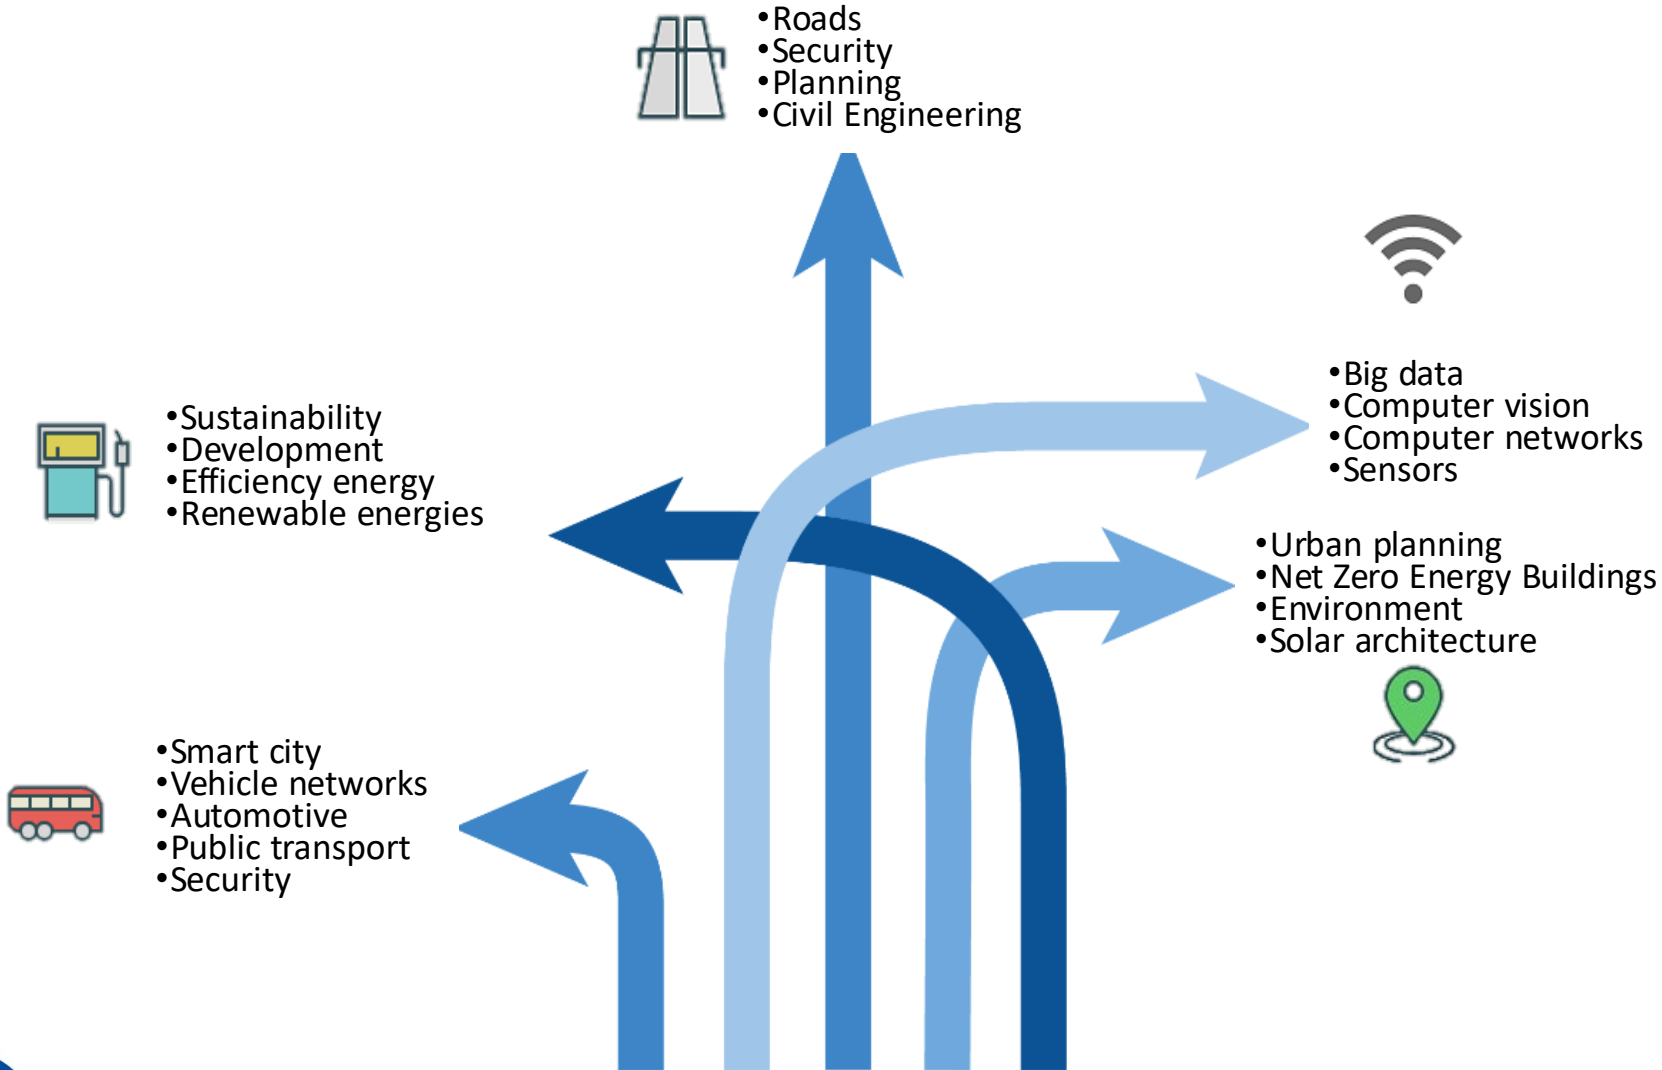 •Roads
•Security
•Planning
•Civil Engineering
•Big data
•Computer vision
•Computer networks
•Sensors
•Sustainability
•Development
•Efficiency energy
•Renewable energies
•Urban planning
•Net Zero Energy Buildings
•Environment
•Solar architecture
•Smart city
•Vehicle networks
•Automotive
•Public transport
•Security